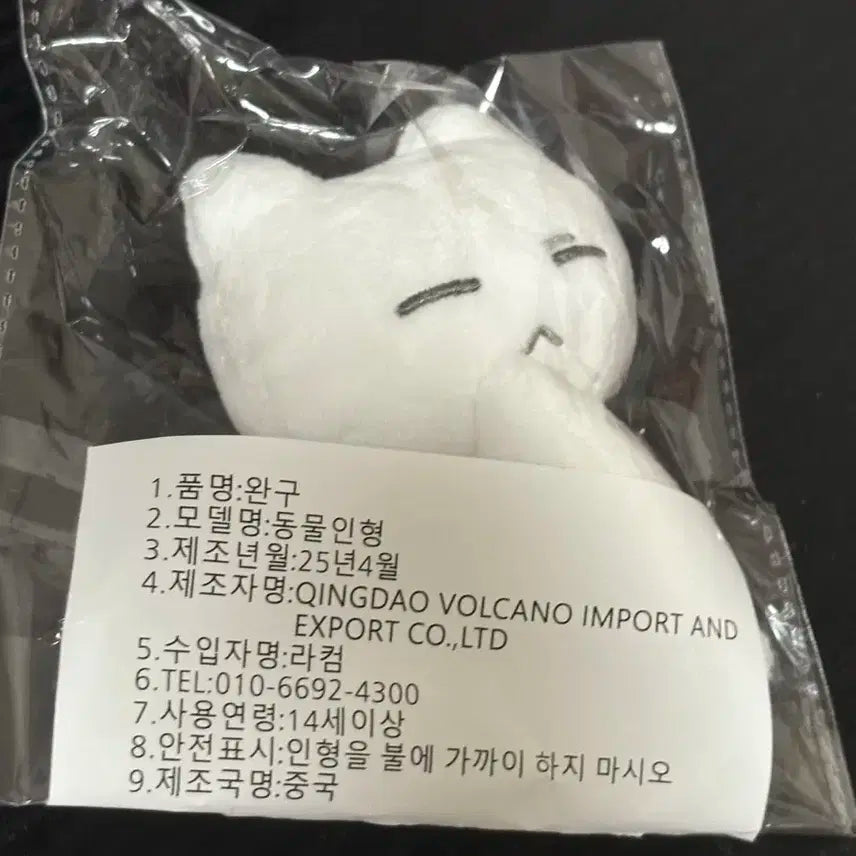 1.품명:완구
2.모델명:동물인형
3.제조년월:25년4월
4.제조자명:QINGDAO VOLCANO IMPORT AND
EXPORT CO.,LTD
5.수입자명:라컴
6.TEL:010-6692-4300
7.사용연령:14세이상
8.안전표시:인형을 불에 가까이 하지 마시오
9.제조국명:중국